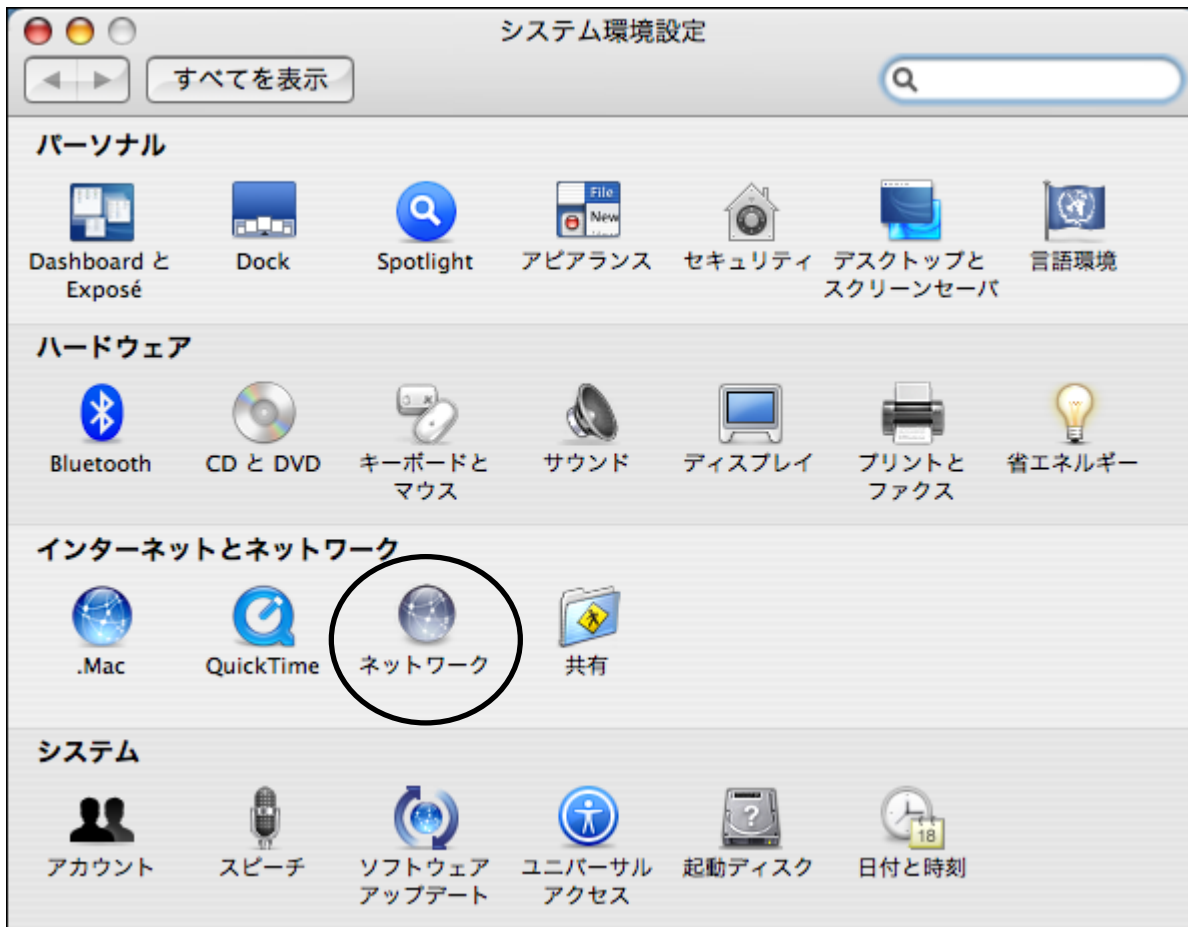 システム環境設定
すべてを表示
パーソナル
Dashboard と
Exposé
Dock
Spotlight
File
New
アピアランス
セキュリティ
デスクトップと
スクリーンセーバ
言語環境
ハードウェア
Bluetooth
CD と DVD
キーボードと
マウス
サウンド
ディスプレイ
プリントと
ファクス
省エネルギー
インターネットとネットワーク
.Mac
QuickTime
ネットワーク
共有
システム
アカウント
スピーチ
ソフトウェア
アップデート
ユニバーサル
アクセス
?
起動ディスク
18
日付と時刻